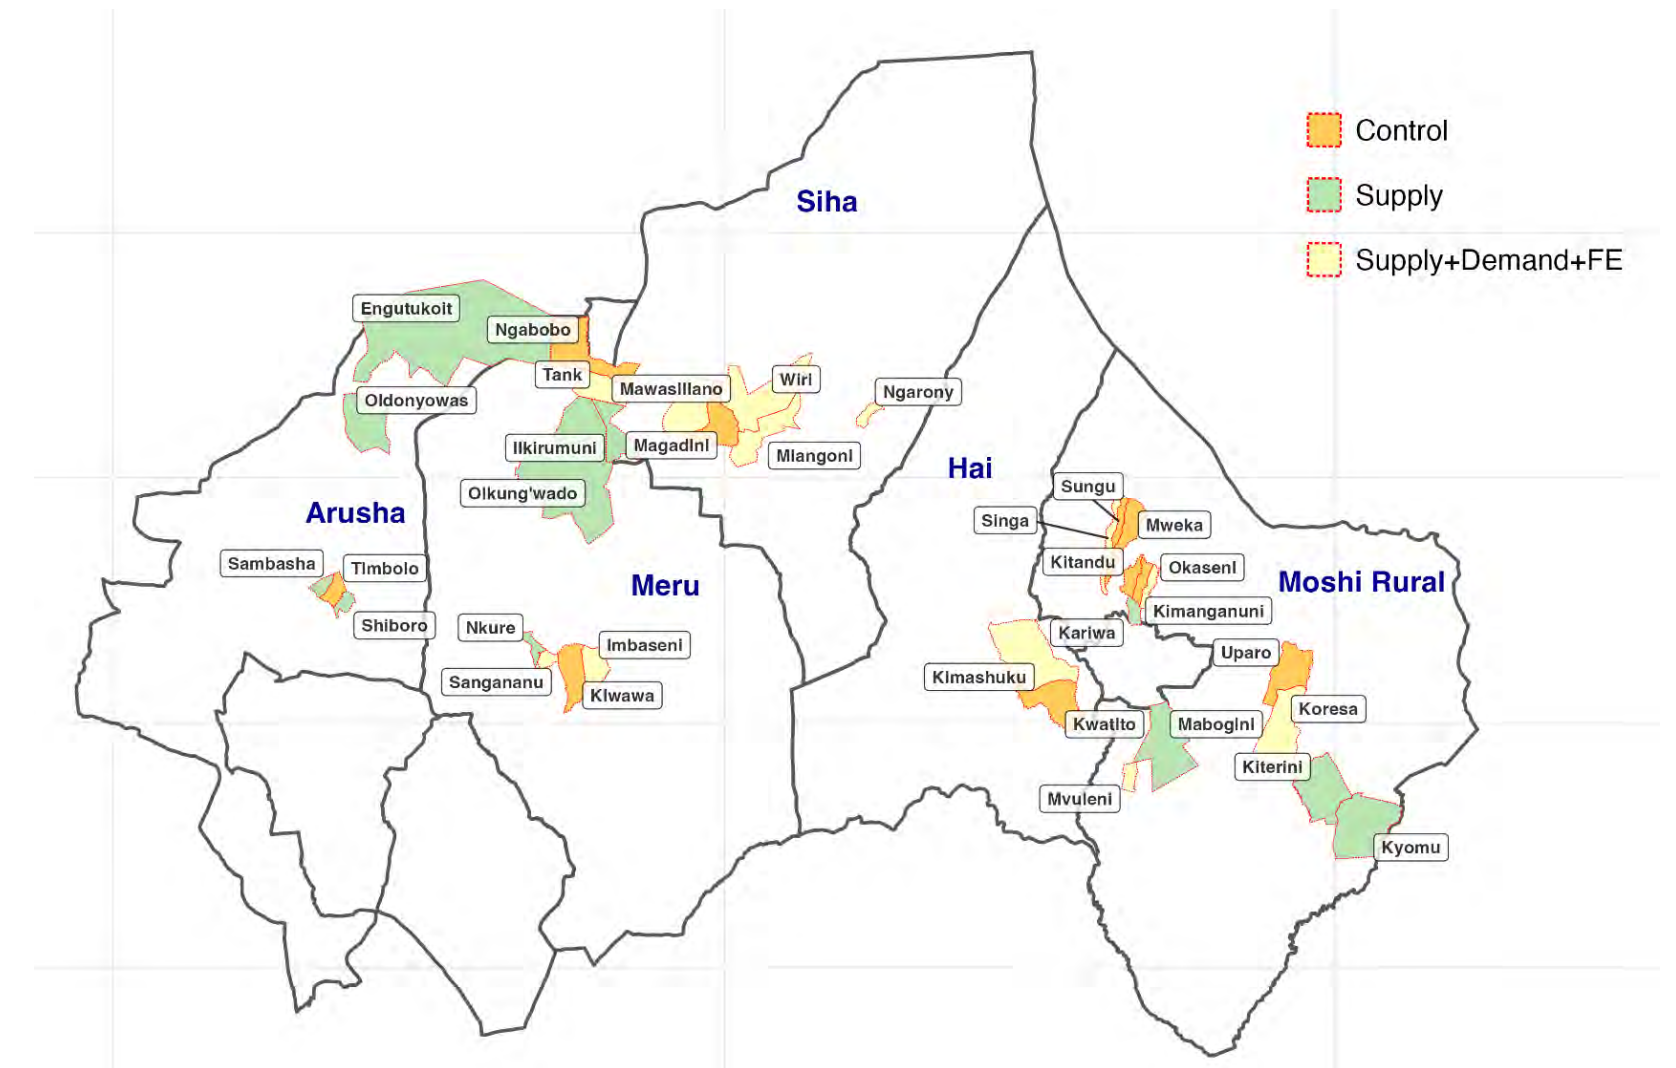 Control
Supply
Supply+Demand+FE
Siha
Engutukoit
Ngabobo
Tank
Mawasiliano
Wiri
Ngarony
Oldonyowas
Ilkirumuni
Magadini
Miangoni
Hai
Olkung'wado
Sungu
Singa
Mweka
Arusha
Sambasha
Timbolo
Kitandu
Okaseni
Meru
Moshi Rural
Shiboro
Kimanganuni
Nkure
Imbaseni
Kariwa
Uparo
Sangananu
Kiwawa
Kimashuku
Koresa
Kwatito
Mabogini
Kiterini
Mvuleni
Kyomu